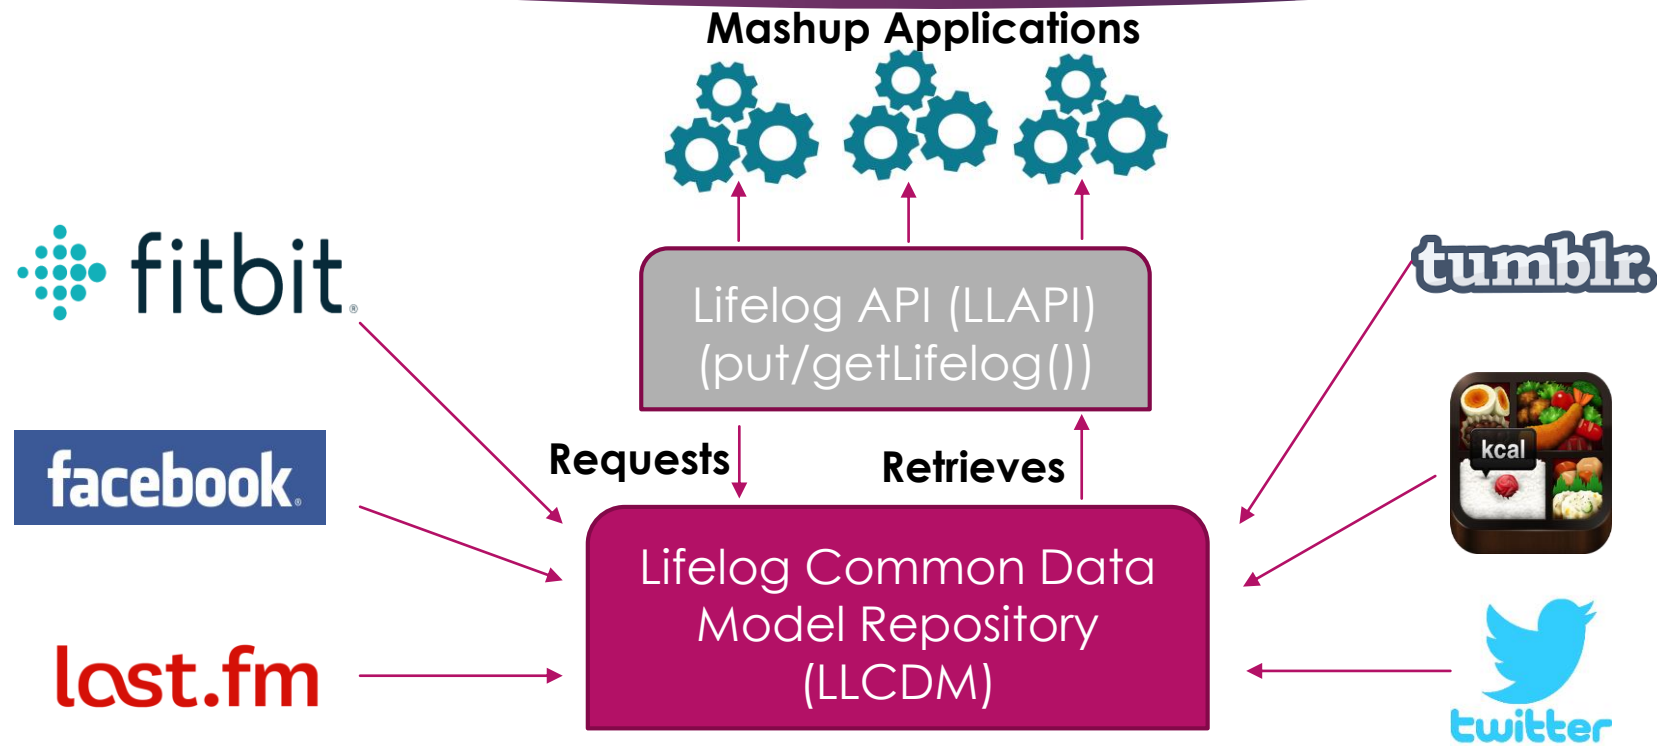 Mashup Applications
fitbit®
tumblr.
Lifelog API (LLAPI)
(put/getLifelog())
facebook®
Requests
Retrieves
kcal
Lifelog Common Data
Model Repository
(LLCDM)
last.fm
twitter